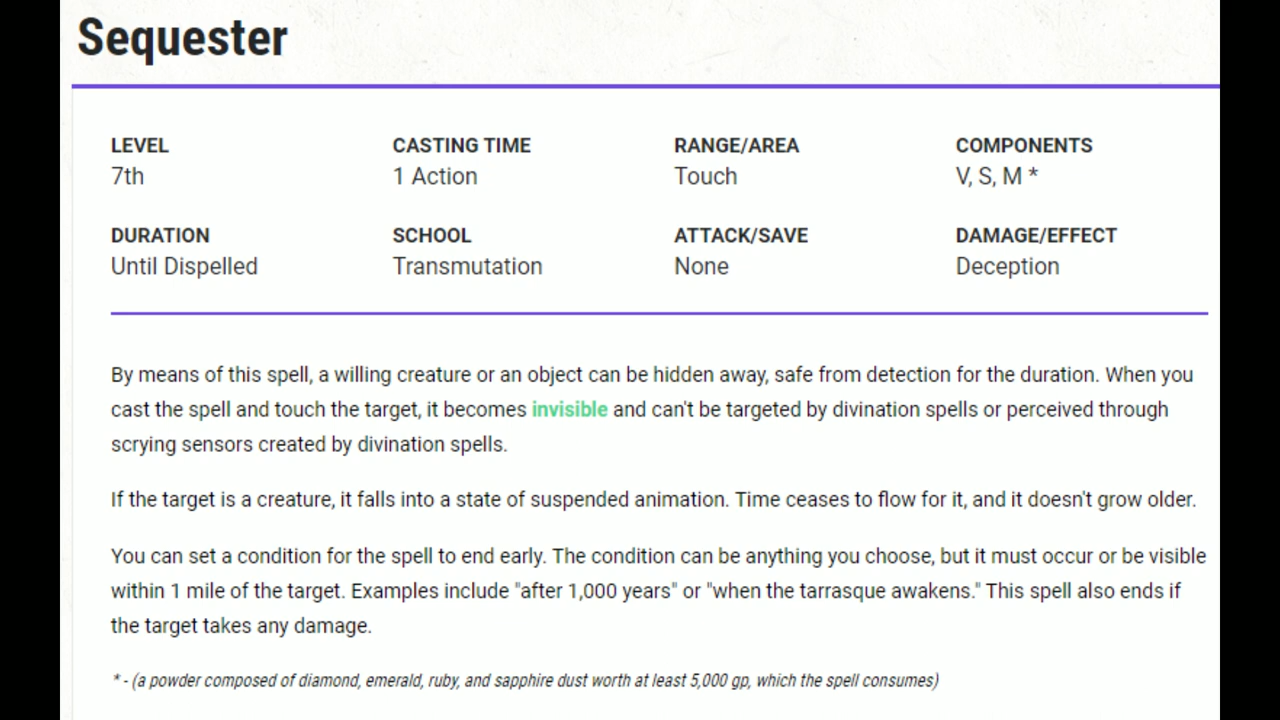 Sequester
LEVEL
7th
CASTING TIME
1 Action
RANGE/AREA
Touch
COMPONENTS
V, S, M *
DURATION
Until Dispelled
SCHOOL
Transmutation
ATTACK/SAVE
None
DAMAGE/EFFECT
Deception
By means of this spell, a willing creature or an object can be hidden away, safe from detection for the duration. When you
cast the spell and touch the target, it becomes invisible and can't be targeted by divination spells or perceived through
scrying sensors created by divination spells.
If the target is a creature, it falls into a state of suspended animation. Time ceases to flow for it, and it doesn't grow older.
You can set a condition for the spell to end early. The condition can be anything you choose, but it must occur or be visible
within 1 mile of the target. Examples include "after 1,000 years" or "when the tarrasque awakens." This spell also ends if
the target takes any damage.
* - (a powder composed of diamond, emerald, ruby, and sapphire dust worth at least 5,000 gp, which the spell consumes)